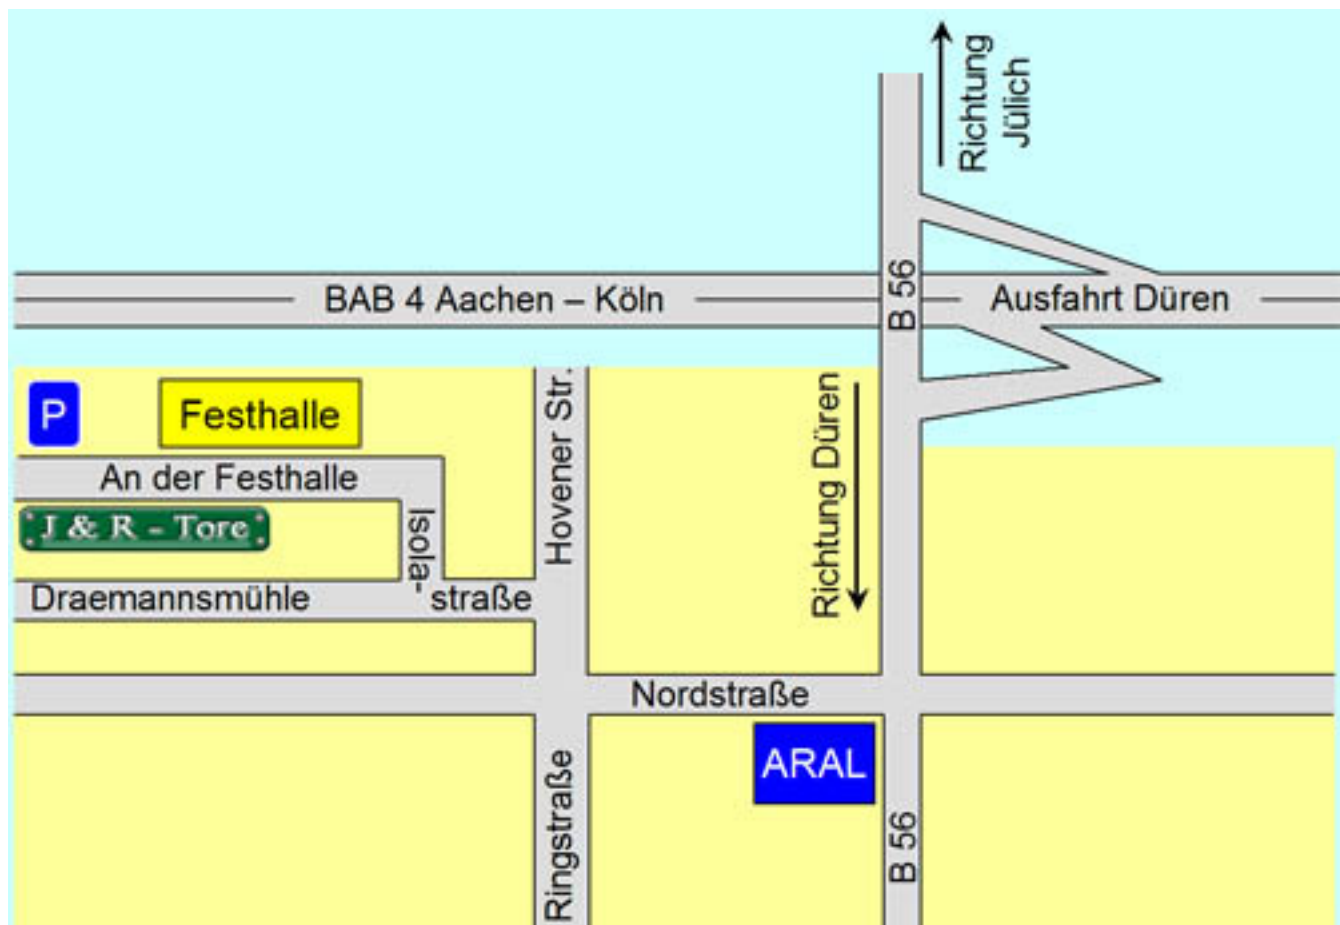 Richtung
Jülich
B 56
BAB 4 Aachen – Köln
Ausfahrt Düren
P
Festhalle
Hovener Str.
Richtung Düren
An der Festhalle
J & R - Tore
Isola-
straße
Draemannsmühle
Nordstraße
ARAL
Ringstraße
B 56